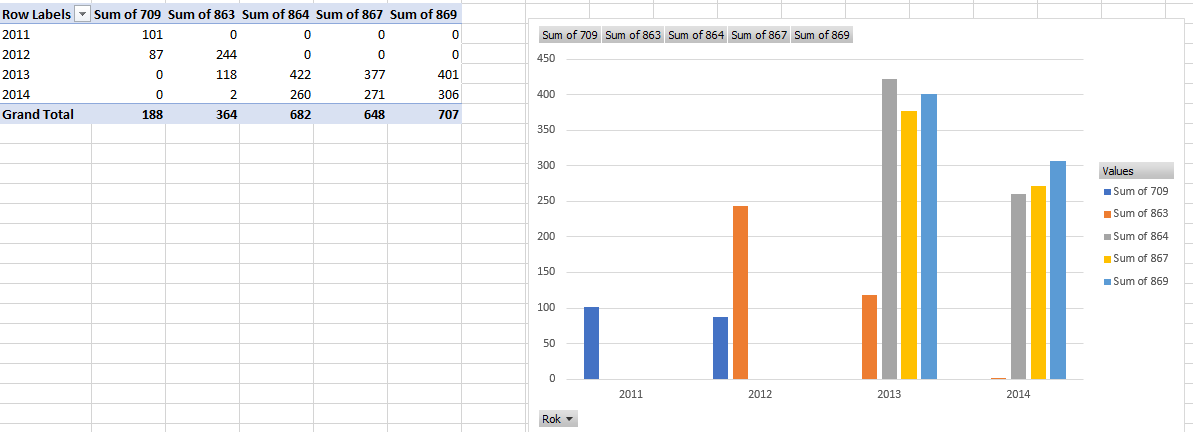 Row Labels Sum of 709 Sum of 863 Sum of 864 Sum of 867 Sum of 869
2011 101 0 0 0 0
2012 87 244 0 0 0
2013 0 118 422 377 401
2014 0 2 260 271 306
Grand Total 188 364 682 648 707
Sum of 709 Sum of 863 Sum of 864 Sum of 867 Sum of 869
450
400
350
300
250
200
150
100
50
0
2011 2012 2013 2014
Values
Sum of 709
Sum of 863
Sum of 864
Sum of 867
Sum of 869
Rok